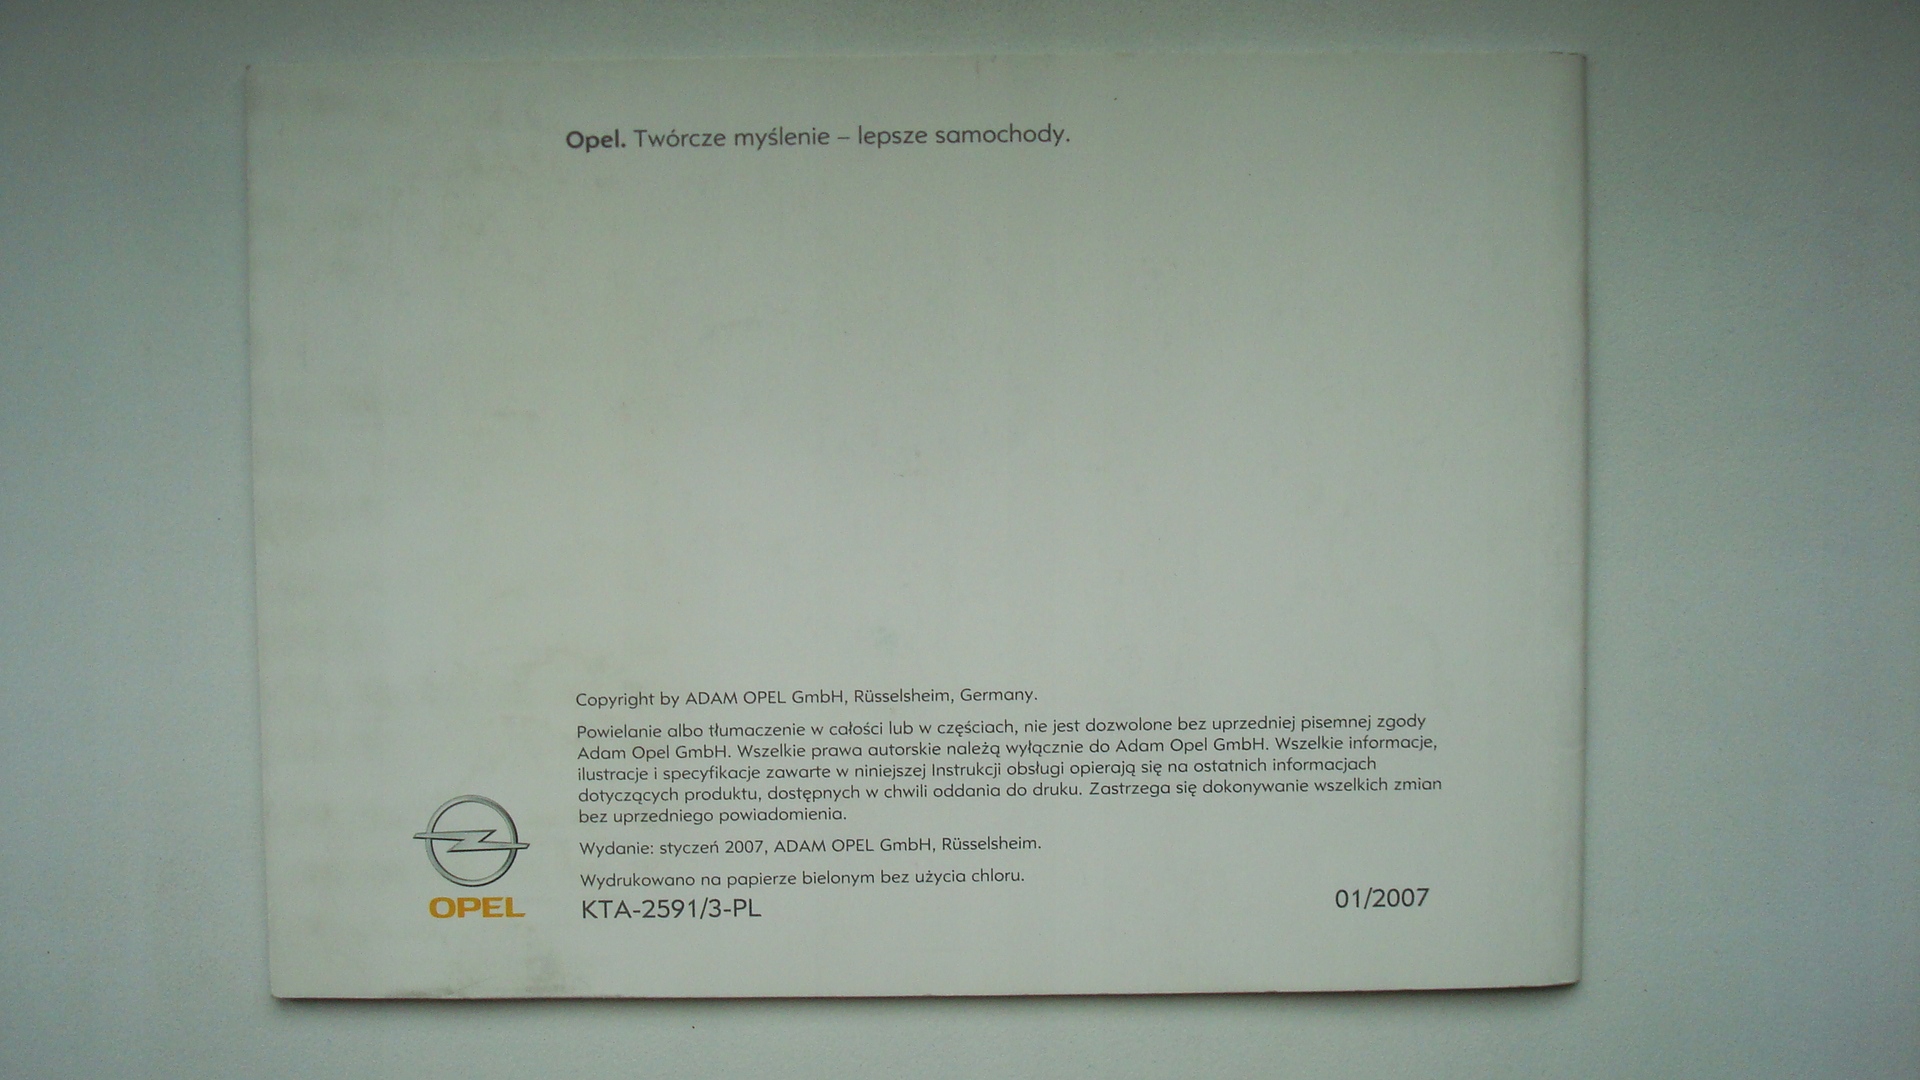 Opel. Twórcze myślenie – lepsze samochody.
Copyright by ADAM OPEL GmbH, Rüsselsheim, Germany.
Powielanie albo tłumaczenie w całości lub w częściach, nie jest dozwolone bez uprzedniej pisemnej zgody
Adam Opel GmbH. Wszelkie prawa autorskie należą wyłącznie do Adam Opel GmbH. Wszelkie informacje,
ilustracje i specyfikacje zawarte w niniejszej Instrukcji obsługi opierają się na ostatnich informacjach
dotyczących produktu, dostępnych w chwili oddania do druku. Zastrzega się dokonywanie wszelkich zmian
bez uprzedniego powiadomienia.
Wydanie: styczeń 2007, ADAM OPEL GmbH, Rüsselsheim.
Wydrukowano na papierze bielonym bez użycia chloru.
OPEL
KTA-2591/3-PL
01/2007